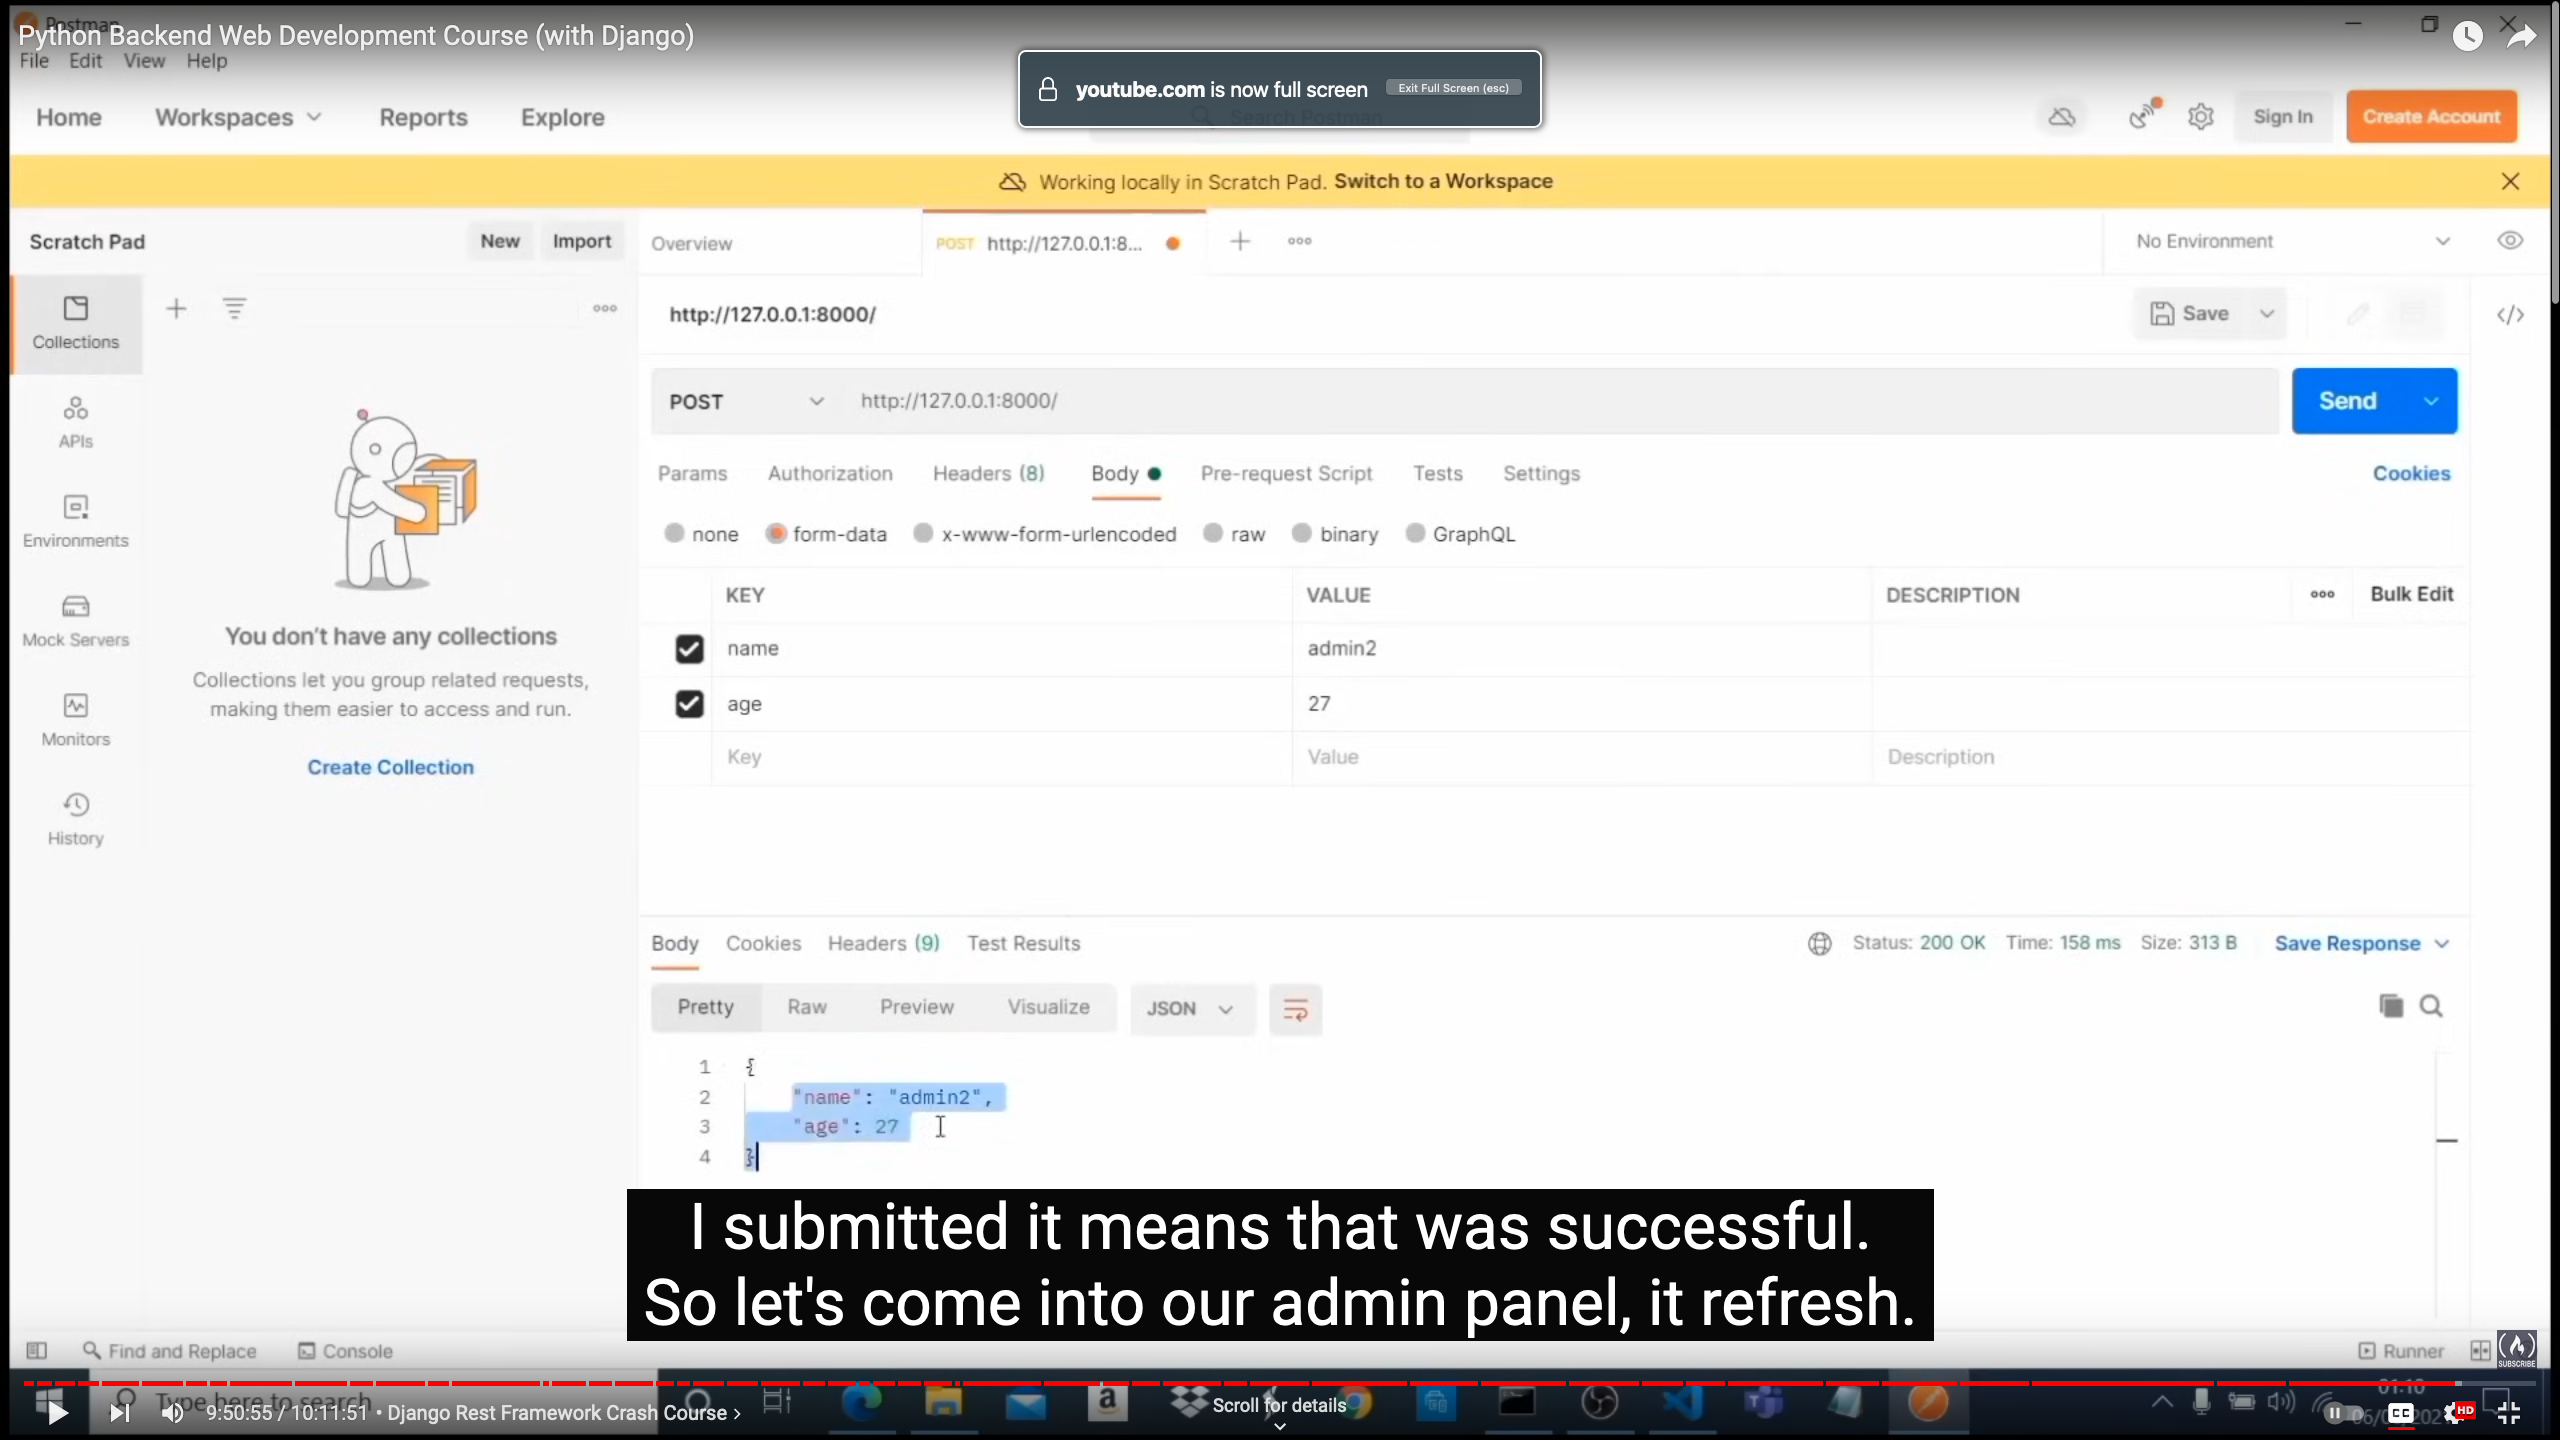 Postman
Python Backend Web Development Course (with Django)
File Edit View Help
youtube.com is now full screen Exit Full Screen (esc)
Home Workspaces Reports Explore Search Postman Sign In Create Account
Working locally in Scratch Pad. Switch to a Workspace
Scratch Pad New Import Overview POST http://127.0.0.1:8... No Environment
Collections
http://127.0.0.1:8000/ Save
APIs
POST http://127.0.0.1:8000/ Send
Params Authorization Headers (8) Body Pre-request Script Tests Settings Cookies
Environments
none form-data x-www-form-urlencoded raw binary GraphQL
KEY VALUE DESCRIPTION Bulk Edit
Mock Servers
You don't have any collections
name admin2
Collections let you group related requests,
making them easier to access and run.
age 27
Monitors
Create Collection
Key Value Description
History
Body Cookies Headers (9) Test Results Status: 200 OK Time: 158 ms Size: 313 B Save Response
Pretty Raw Preview Visualize JSON
1 {
2 "name": "admin2",
3 "age": 27
4 }
I submitted it means that was successful.
So let's come into our admin panel, it refresh.
Find and Replace Console Runner
SUBSCRIBE
Type here to search
01:10
9:50:55 / 10:11:51 • Django Rest Framework Crash Course Scroll for details
CC HD